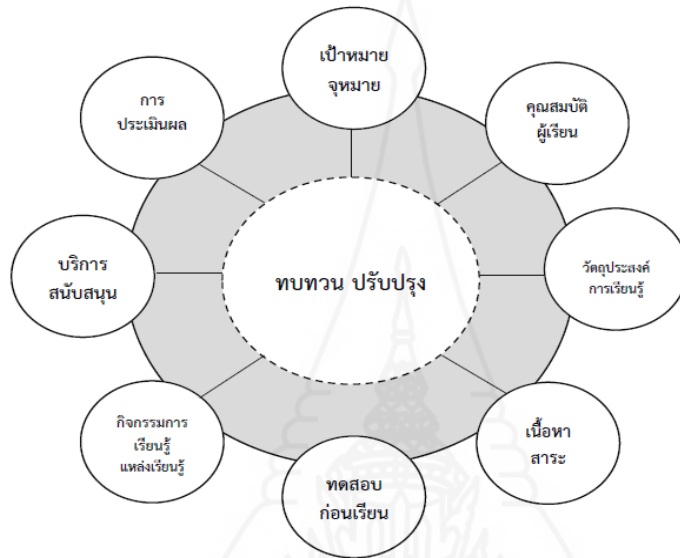 เป้าหมาย
จุหมาย
คุณสมบัติ
ผู้เรียน
วัตถุประสงค์
การเรียนรู้
เนื้อหา
สาระ
ทดสอบ
ก่อนเรียน
กิจกรรมการ
เรียนรู้
แหล่งเรียนรู้
บริการ
สนับสนุน
การ
ประเมินผล
ทบทวน ปรับปรุง